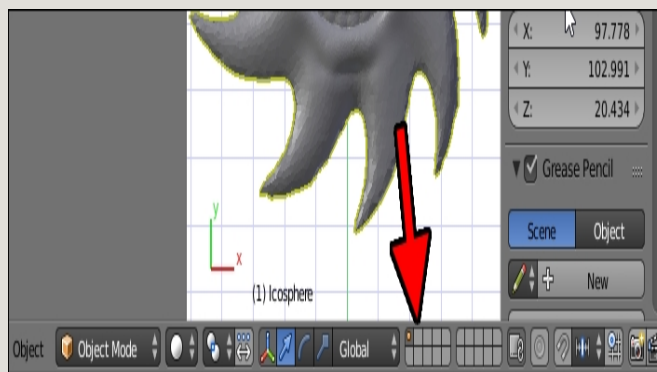 X: 97.778
Y: 102.991
Z: 20.434
Grease Pencil
Scene Object
New
y
x
(1) Icosphere
Object Object Mode Global